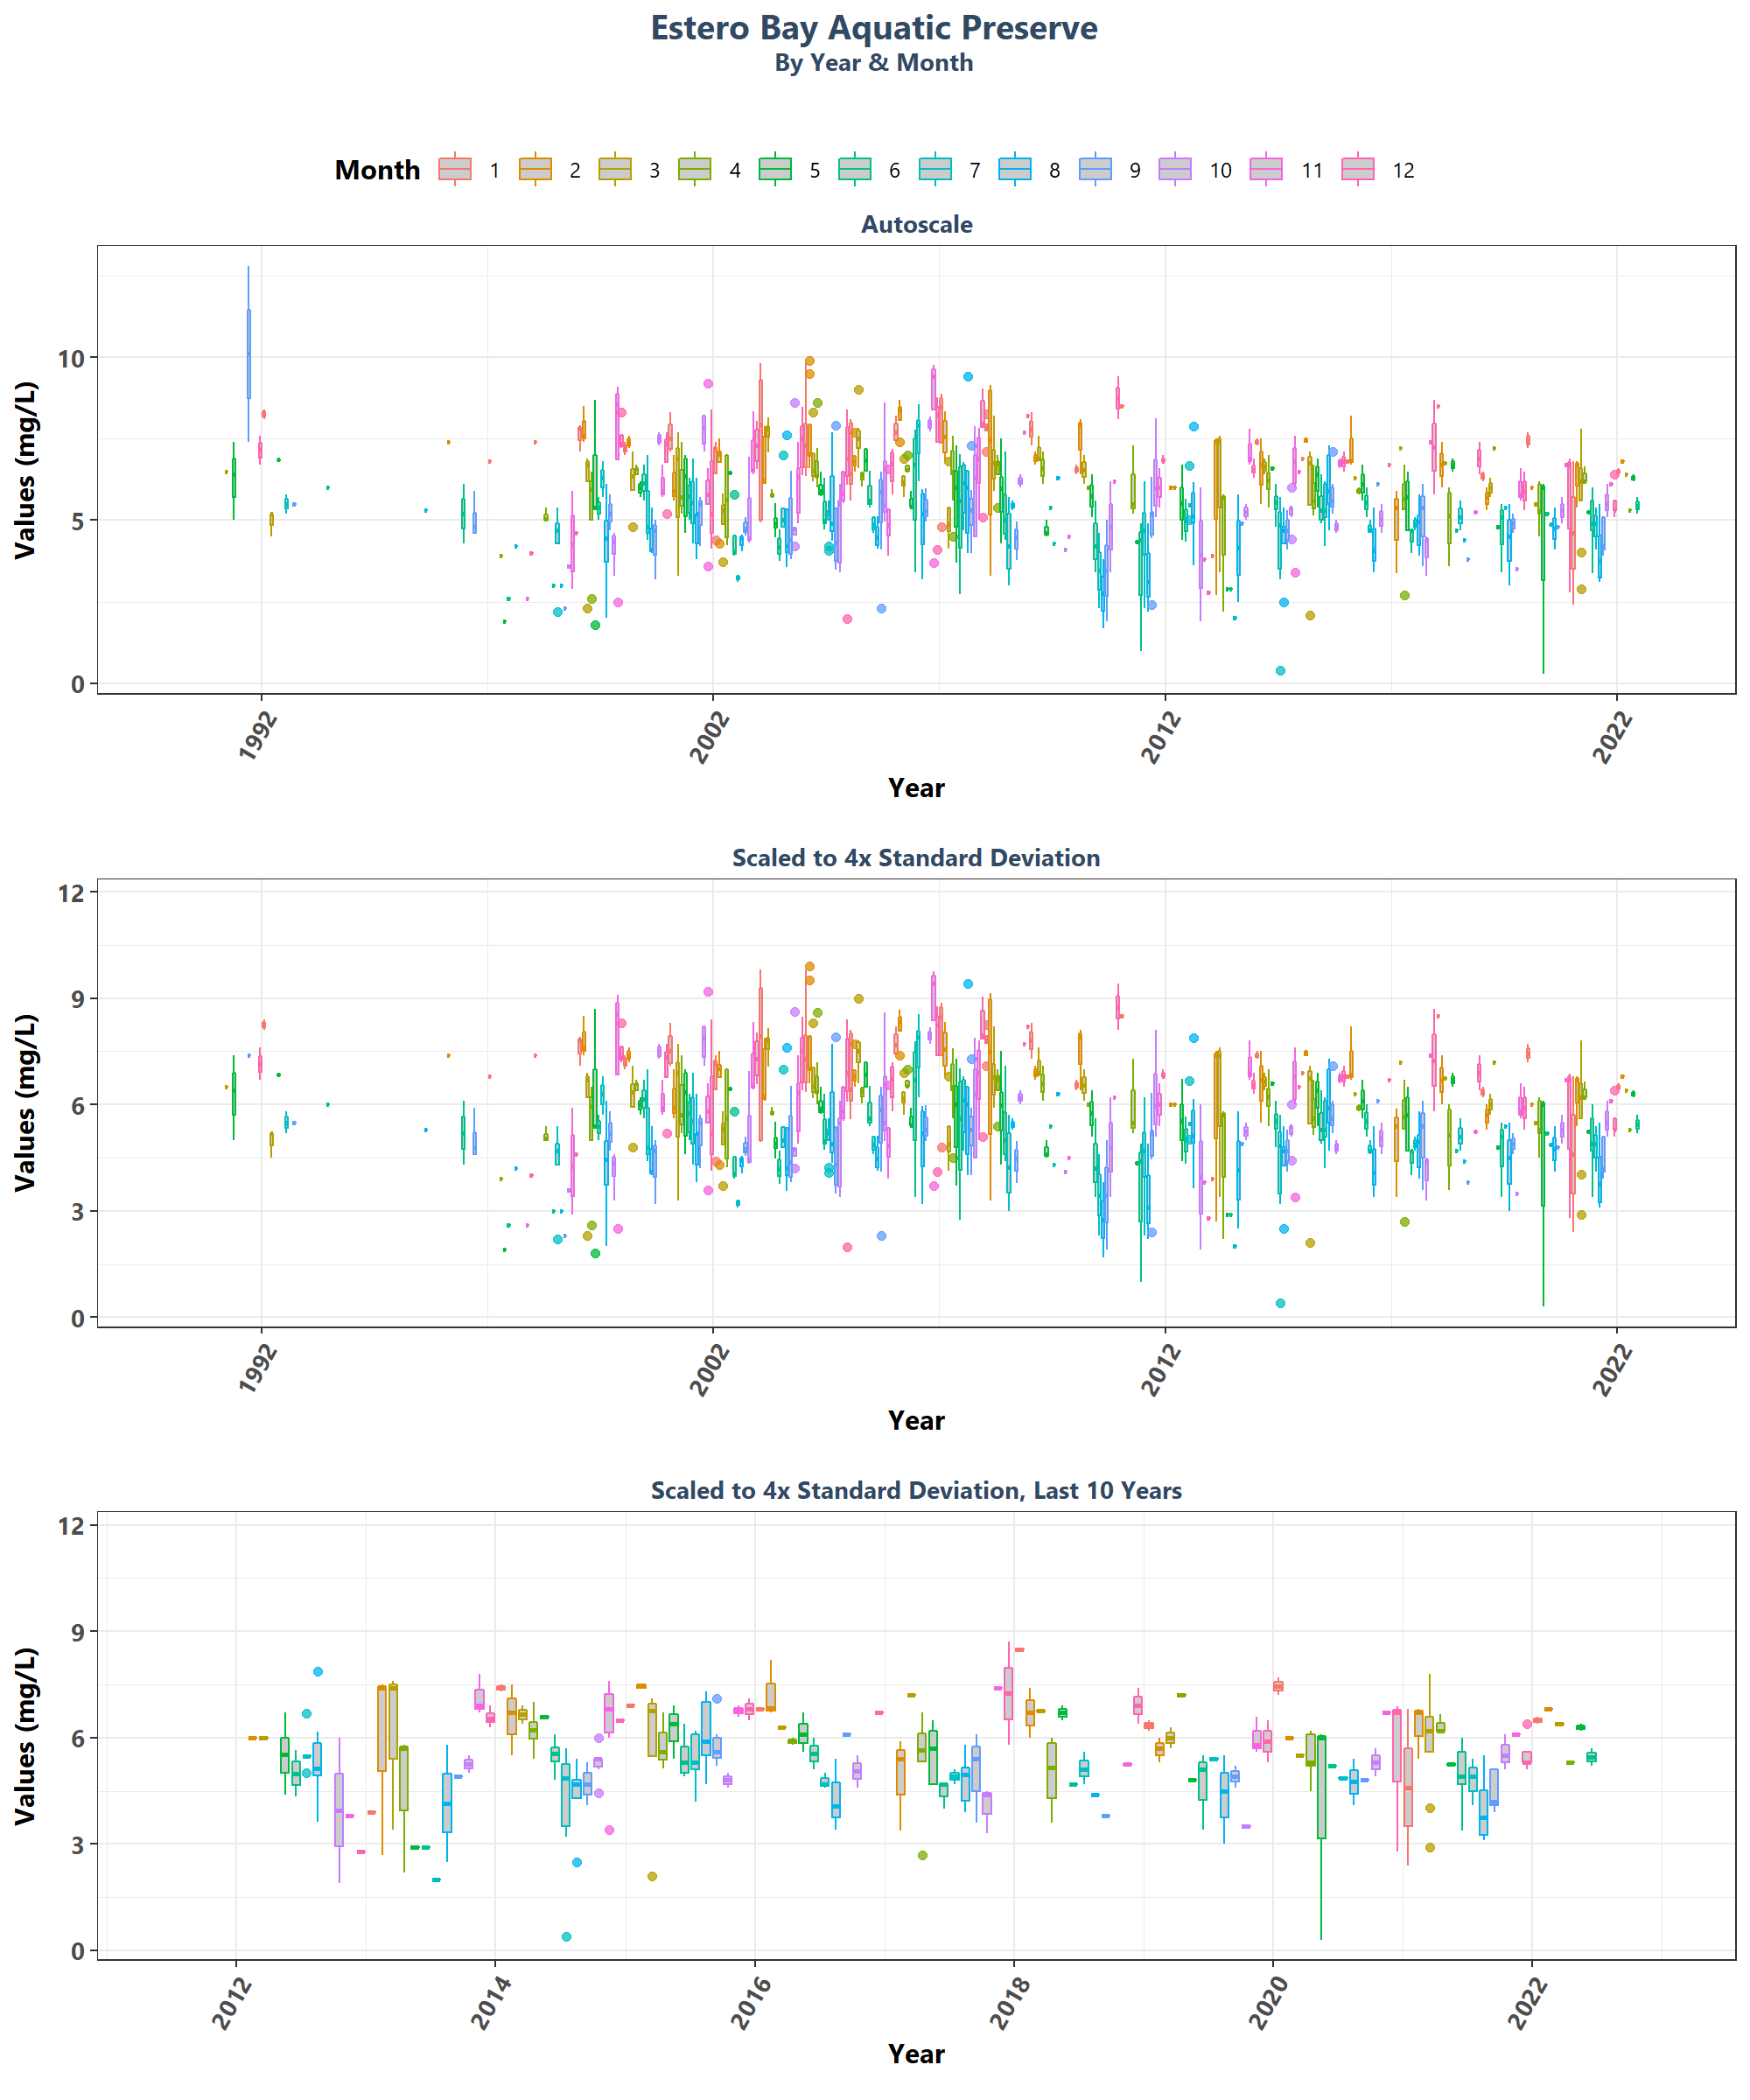 Estero Bay Aquatic Preserve
By Year & Month
Month 1 2 3 4 5 6 7 8 9 10 11 12
Autoscale
Values (mg/L)
10
5
0
1992 2002 2012 2022
Year
Scaled to 4x Standard Deviation
Values (mg/L)
12
9
6
3
0
1992 2002 2012 2022
Year
Scaled to 4x Standard Deviation, Last 10 Years
Values (mg/L)
12
9
6
3
0
2012 2014 2016 2018 2020 2022
Year